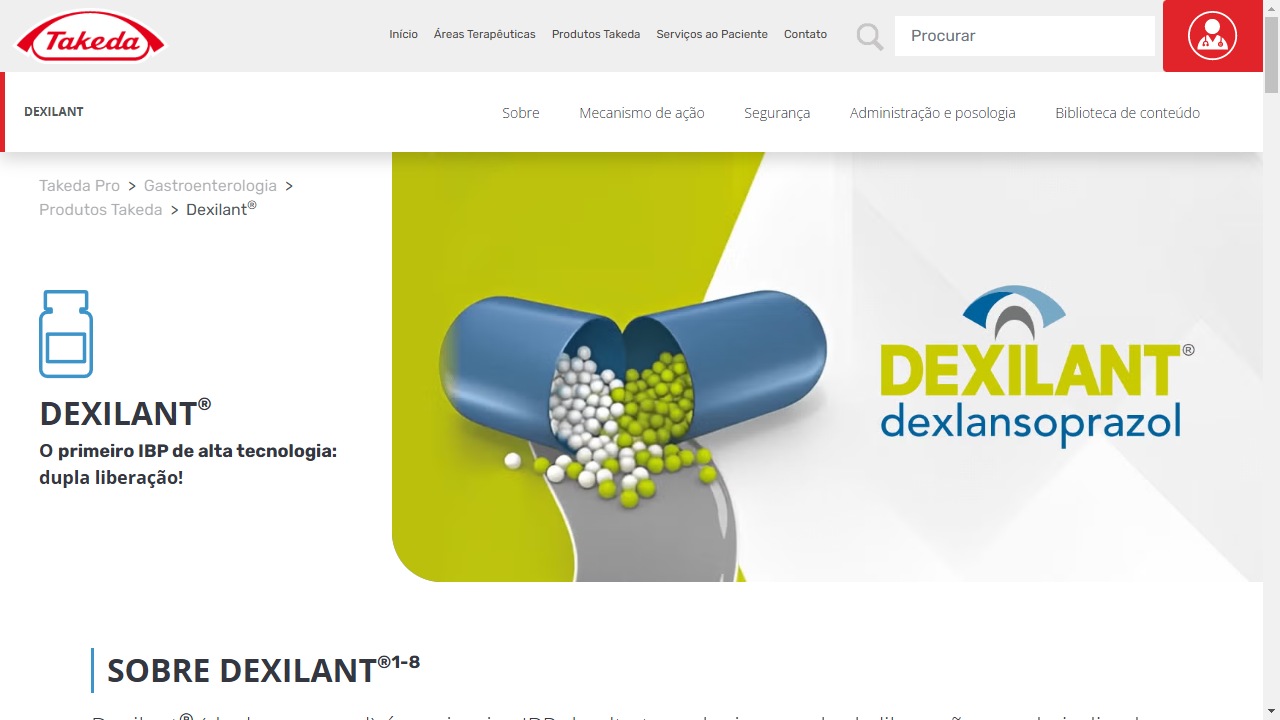 Takeda
Início Áreas Terapêuticas Produtos Takeda Serviços ao Paciente Contato
Procurar
DEXILANT
Sobre Mecanismo de ação Segurança Administração e posologia Biblioteca de conteúdo
Takeda Pro > Gastroenterologia >
Produtos Takeda > Dexilant®
DEXILANT®
O primeiro IBP de alta tecnologia:
dupla liberação!
DEXILANT®
dexlansoprazol
SOBRE DEXILANT®1-8